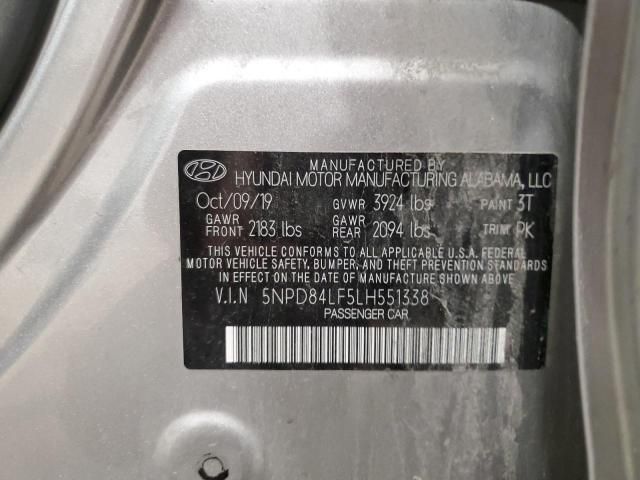 MANUFACTURED BY
HYUNDAI MOTOR MANUFACTURING ALABAMA, LLC
Oct/09/19 GVWR 3924 lbs PAINT 3T
GAWR FRONT 2183 lbs GAWR REAR 2094 lbs TRIM PK
THIS VEHICLE CONFORMS TO ALL APPLICABLE U.S.A. FEDERAL
MOTOR VEHICLE SAFETY, BUMPER, AND THEFT PREVENTION STANDARDS
IN EFFECT ON THE DATE OF MANUFACTURE SHOWN ABOVE.
V.I.N 5NPD84LF5LH551338
PASSENGER CAR